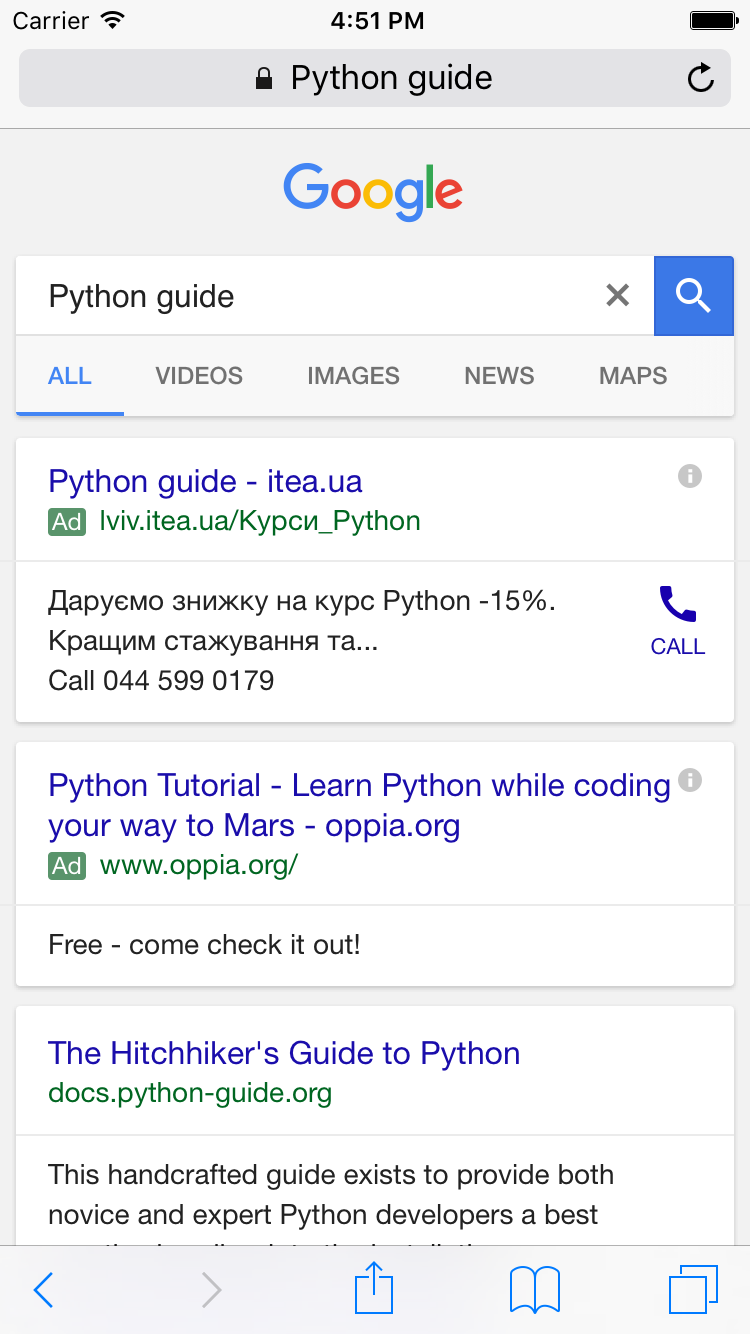 Carrier 4:51 PM
Python guide
Google
Python guide
ALL VIDEOS IMAGES NEWS MAPS
Python guide - itea.ua
Ad lviv.itea.ua/Курси_Python
Даруємо знижку на курс Python -15%.
Кращим стажування та...
Call 044 599 0179
CALL
Python Tutorial - Learn Python while coding
your way to Mars - oppia.org
Ad www.oppia.org/
Free - come check it out!
The Hitchhiker's Guide to Python
docs.python-guide.org
This handcrafted guide exists to provide both
novice and expert Python developers a best